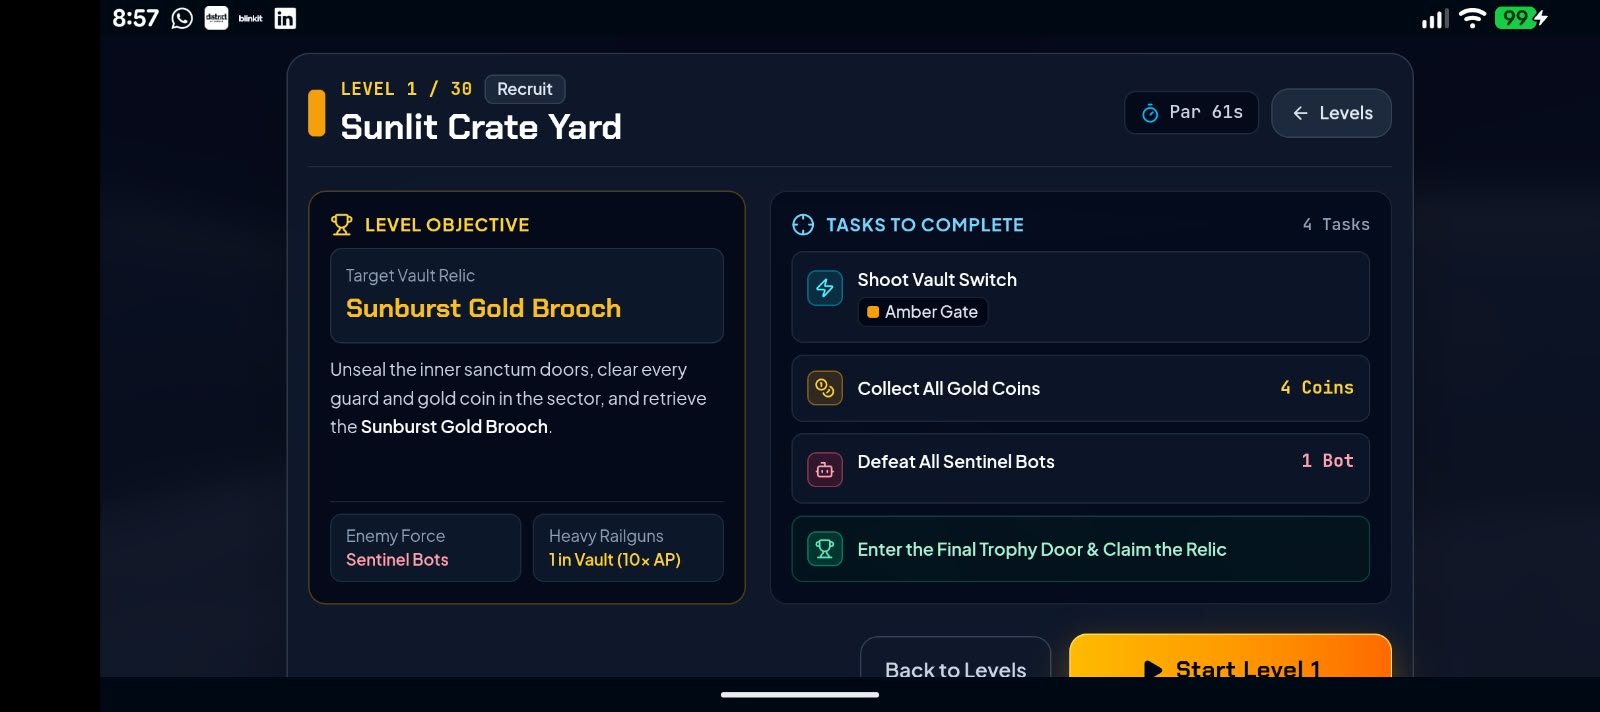 8:57 district blinkit in 99
LEVEL 1 / 30 Recruit
Sunlit Crate Yard
Par 61s
← Levels
LEVEL OBJECTIVE
Target Vault Relic
Sunburst Gold Brooch
Unseal the inner sanctum doors, clear every
guard and gold coin in the sector, and retrieve
the Sunburst Gold Brooch.
Enemy Force
Sentinel Bots
Heavy Railguns
1 in Vault (10× AP)
TASKS TO COMPLETE
4 Tasks
Shoot Vault Switch
Amber Gate
Collect All Gold Coins
4 Coins
Defeat All Sentinel Bots
1 Bot
Enter the Final Trophy Door & Claim the Relic
Back to Levels
Start Level 1